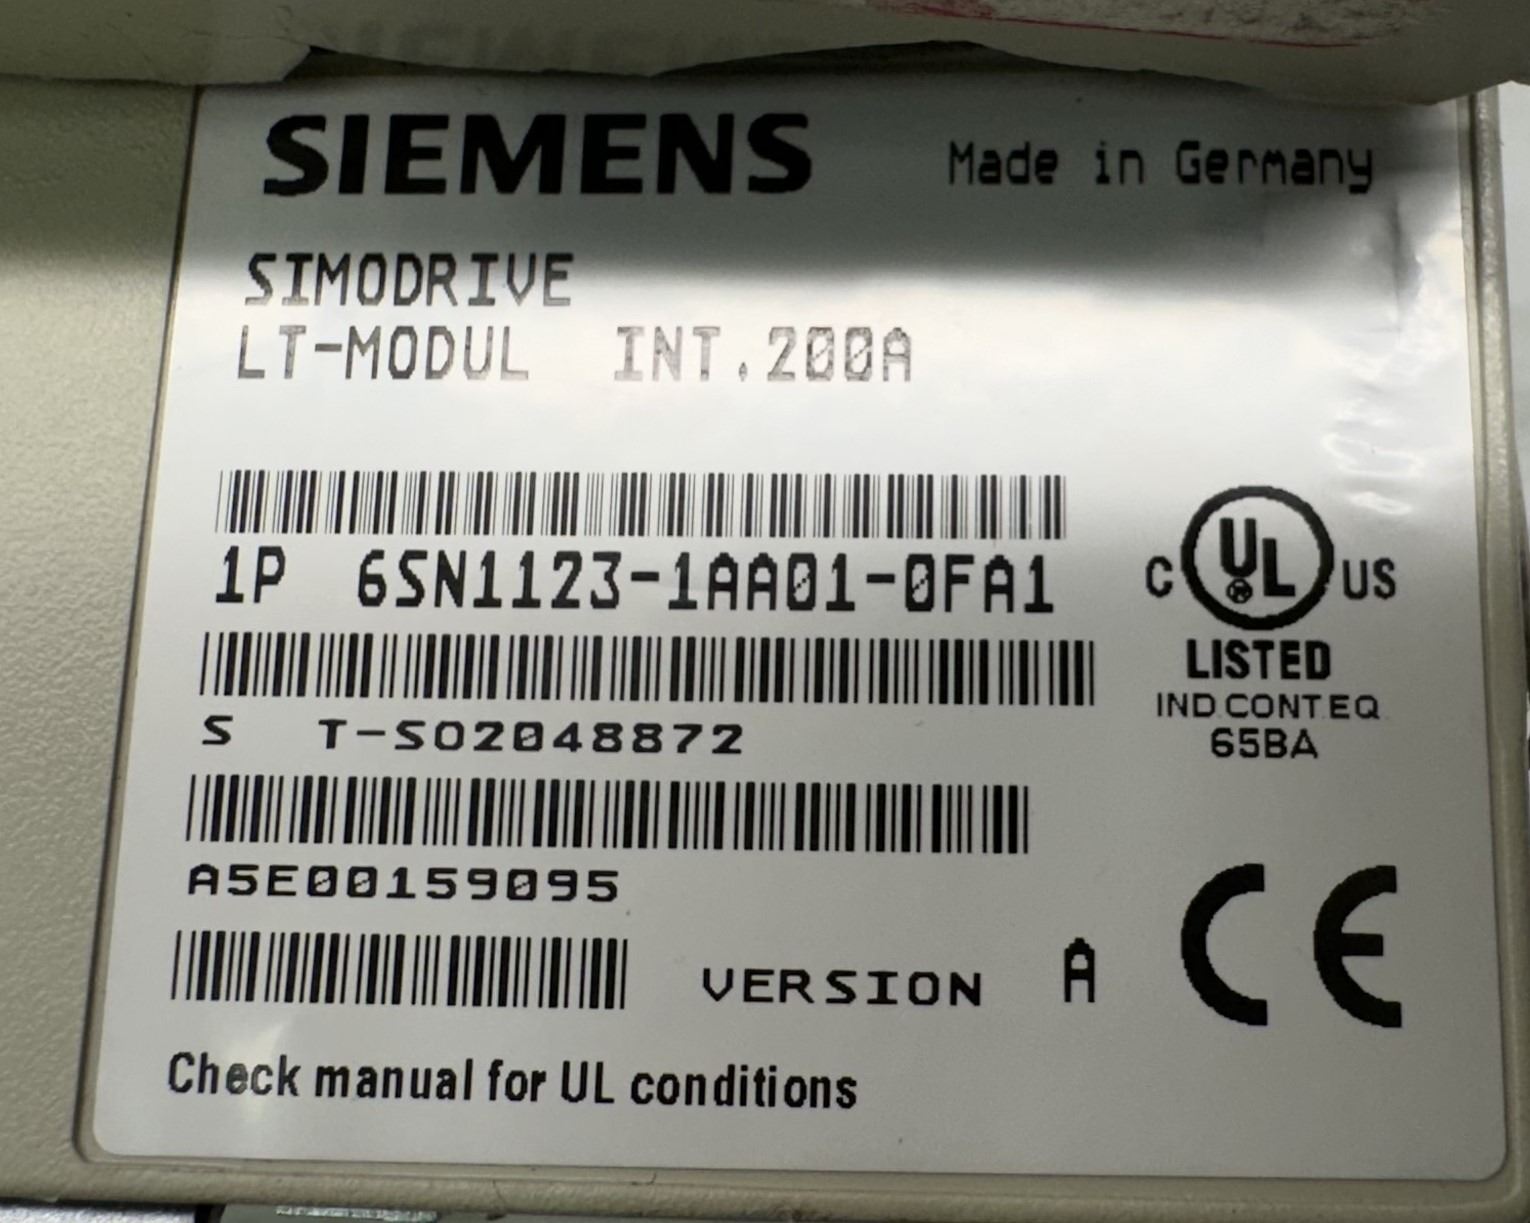 SIEMENS Made in Germany
SIMODRIVE
LT-MODUL INT.200A
1P 6SN1123-1AA01-0FA1
C UL US
LISTED
IND.CONT.EQ
65BA
S T-SO2048872
A5E00159095
VERSION A
CE
Check manual for UL conditions